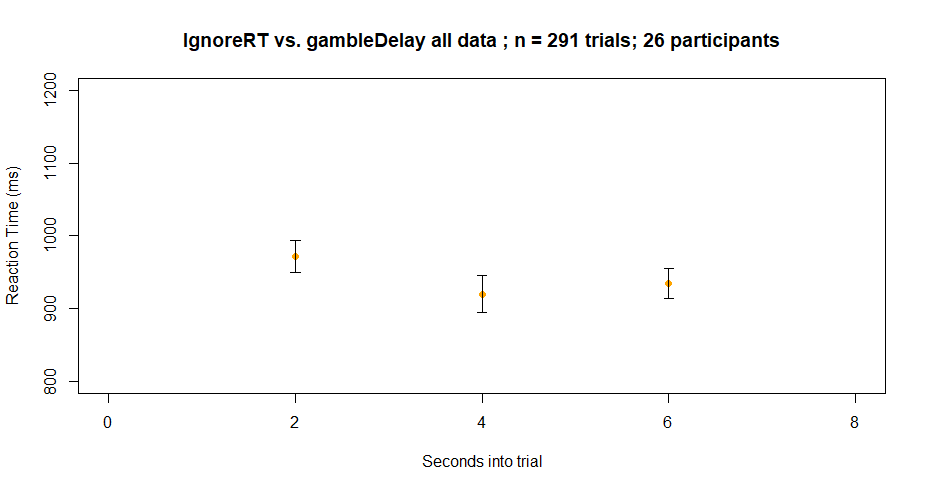 IgnoreRT vs. gambleDelay all data ; n = 291 trials; 26 participants
Reaction Time (ms)
1200
1100
1000
900
800
0 2 4 6 8
Seconds into trial